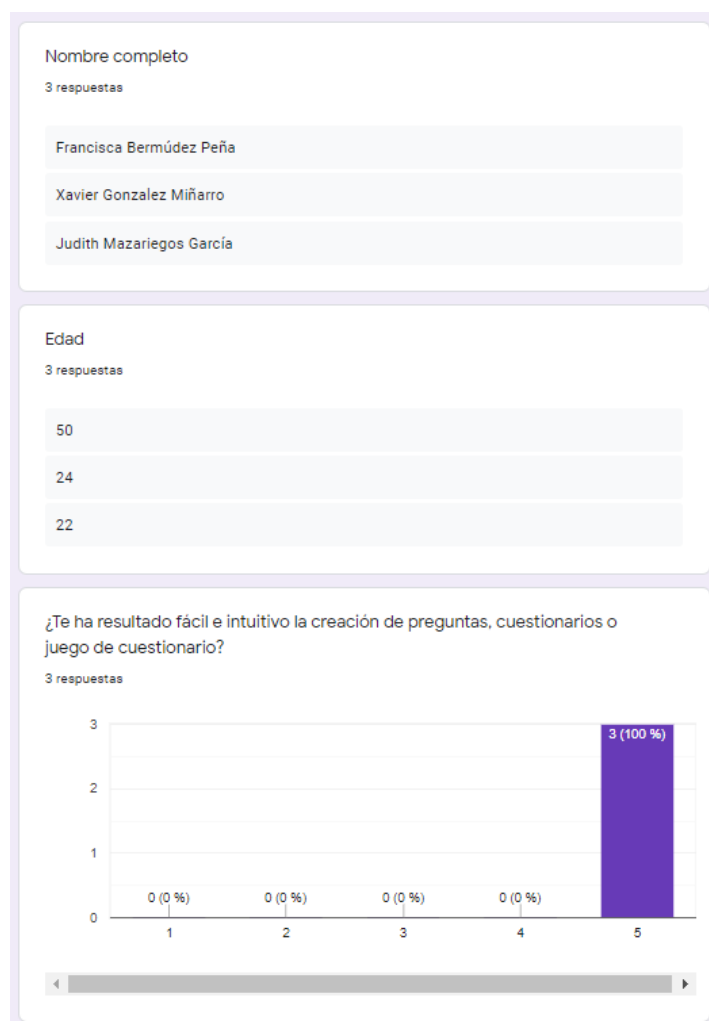 Nombre completo
3 respuestas
Francisca Bermúdez Peña
Xavier Gonzalez Miñarro
Judith Mazariegos García
Edad
3 respuestas
50
24
22
¿Te ha resultado fácil e intuitivo la creación de preguntas, cuestionarios o
juego de cuestionario?
3 respuestas
3
2
1
0
0 (0 %)
0 (0 %)
0 (0 %)
0 (0 %)
3 (100 %)
1
2
3
4
5